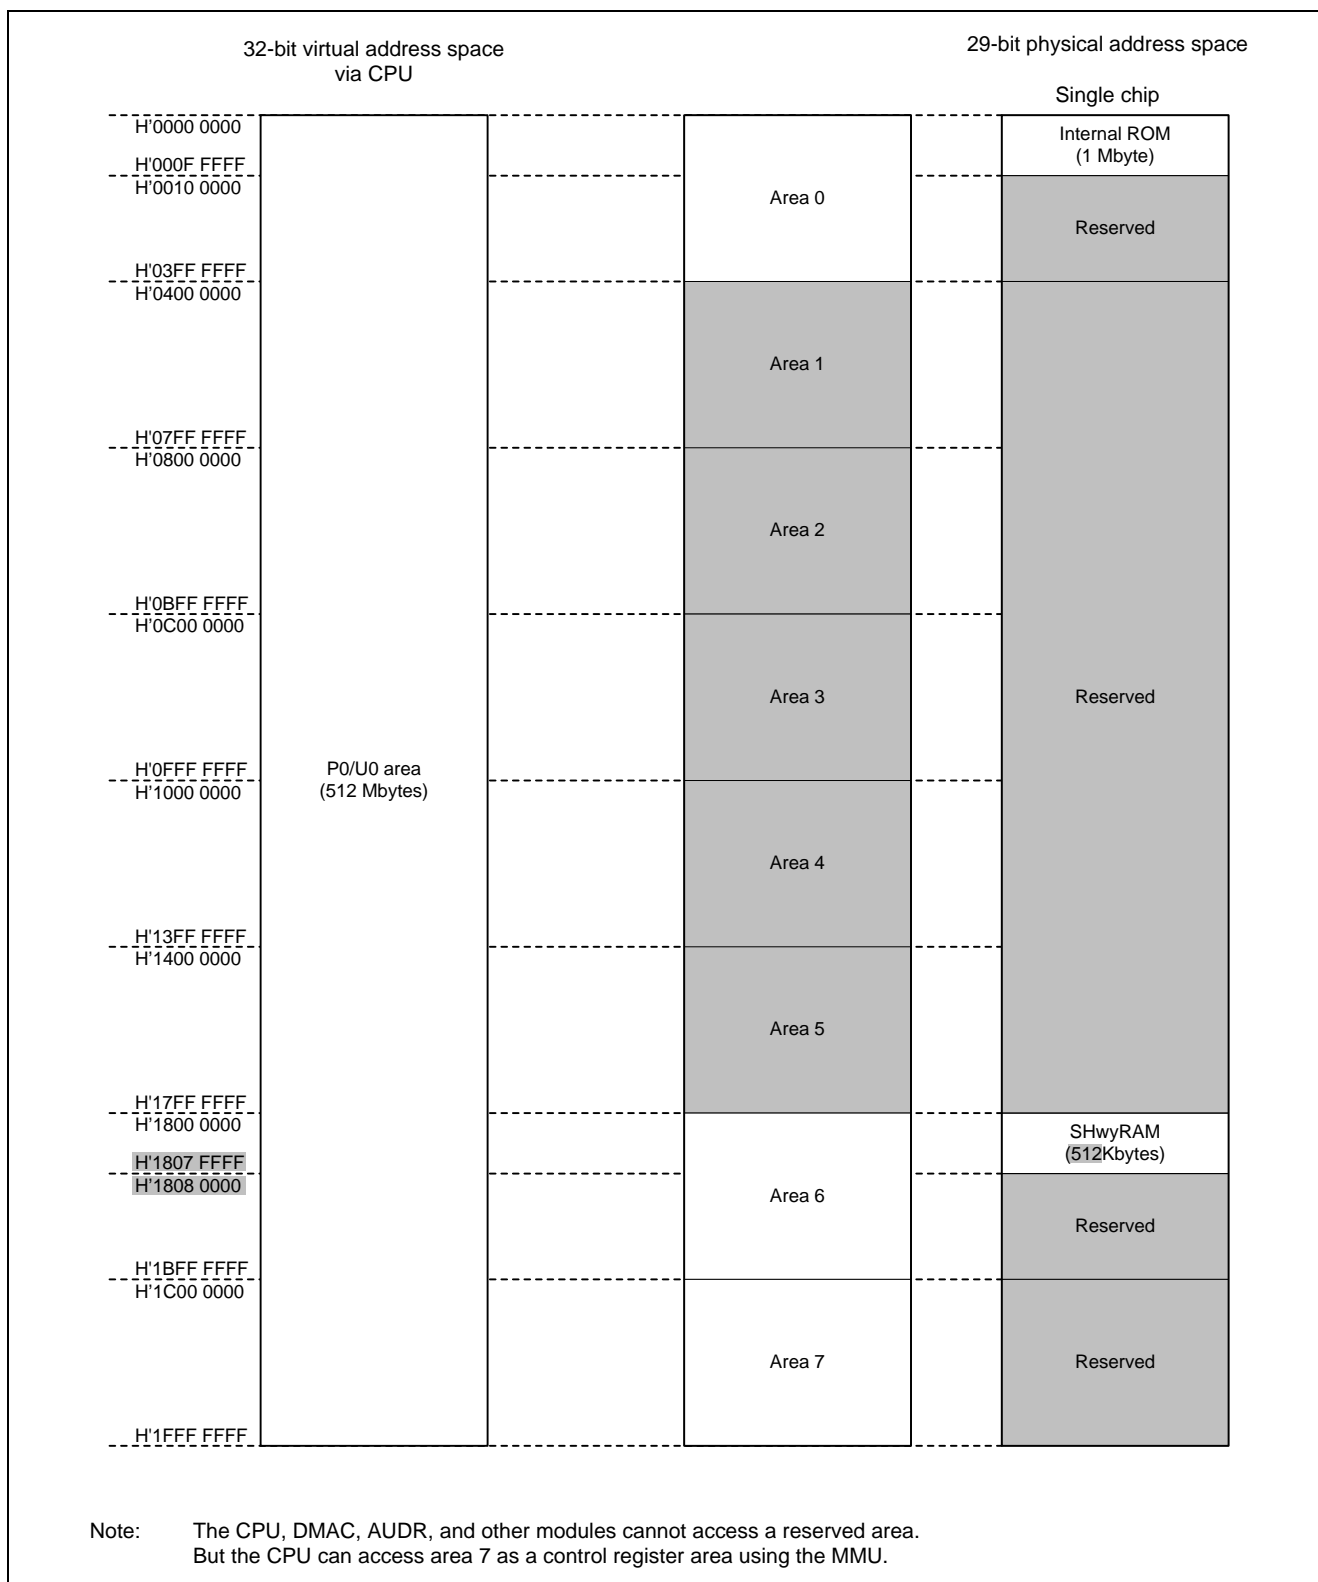 32-bit virtual address space
via CPU
29-bit physical address space
Single chip
H'0000 0000
Internal ROM
(1 Mbyte)
H'000F FFFF
H'0010 0000
Area 0
Reserved
H'03FF FFFF
H'0400 0000
Area 1
H'07FF FFFF
H'0800 0000
Area 2
H'0BFF FFFF
H'0C00 0000
Area 3
Reserved
H'0FFF FFFF
H'1000 0000
P0/U0 area
(512 Mbytes)
Area 4
H'13FF FFFF
H'1400 0000
Area 5
H'17FF FFFF
H'1800 0000
SHwyRAM
(512Kbytes)
H'1807 FFFF
H'1808 0000
Area 6
Reserved
H'1BFF FFFF
H'1C00 0000
Area 7
Reserved
H'1FFF FFFF
Note: The CPU, DMAC, AUDR, and other modules cannot access a reserved area.
But the CPU can access area 7 as a control register area using the MMU.